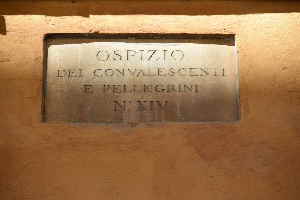 OSPIZIO
DEI CONVALESCENTI
E PELLEGRINI
N. XIV